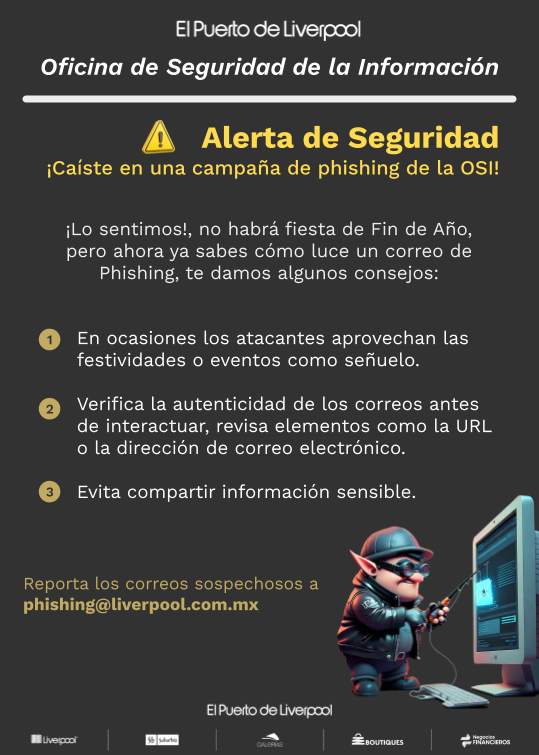 El Puerto de Liverpool
Oficina de Seguridad de la Información
Alerta de Seguridad
¡Caíste en una campaña de phishing de la OSI!
¡Lo sentimos!, no habrá fiesta de Fin de Año,
pero ahora ya sabes cómo luce un correo de
Phishing, te damos algunos consejos:
1 En ocasiones los atacantes aprovechan las
festividades o eventos como señuelo.
2 Verifica la autenticidad de los correos antes
de interactuar, revisa elementos como la URL
o la dirección de correo electrónico.
3 Evita compartir información sensible.
Reporta los correos sospechosos a
phishing@liverpool.com.mx
El Puerto de Liverpool
Liverpool Suburbia GALERÍAS BOUTIQUES Negocios FINANCIEROS